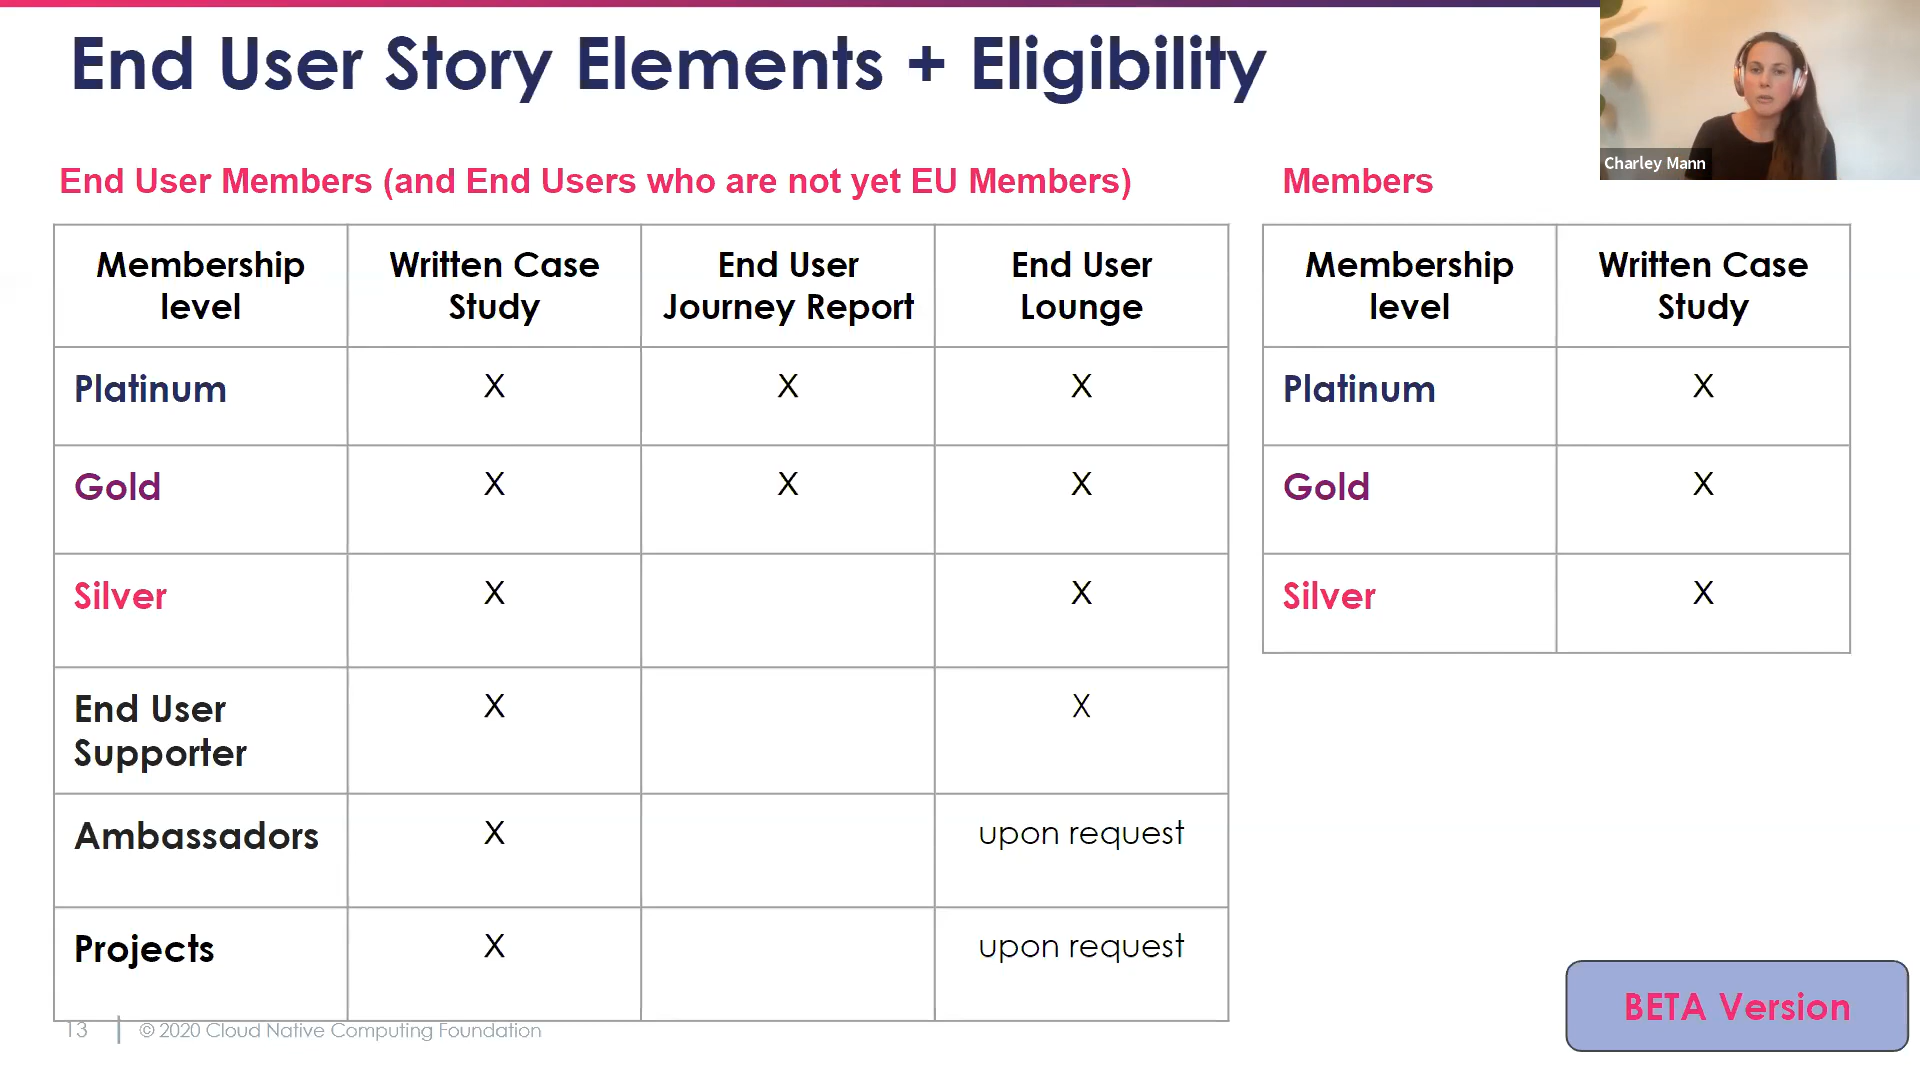 End User Story Elements + Eligibility
Charley Mann
End User Members (and End Users who are not yet EU Members)
Membership level
Written Case Study
End User Journey Report
End User Lounge
Platinum X X X
Gold X X X
Silver X X
End User Supporter X X
Ambassadors X upon request
Projects X upon request
Members
Membership level
Written Case Study
Platinum X
Gold X
Silver X
BETA Version
13 © 2020 Cloud Native Computing Foundation